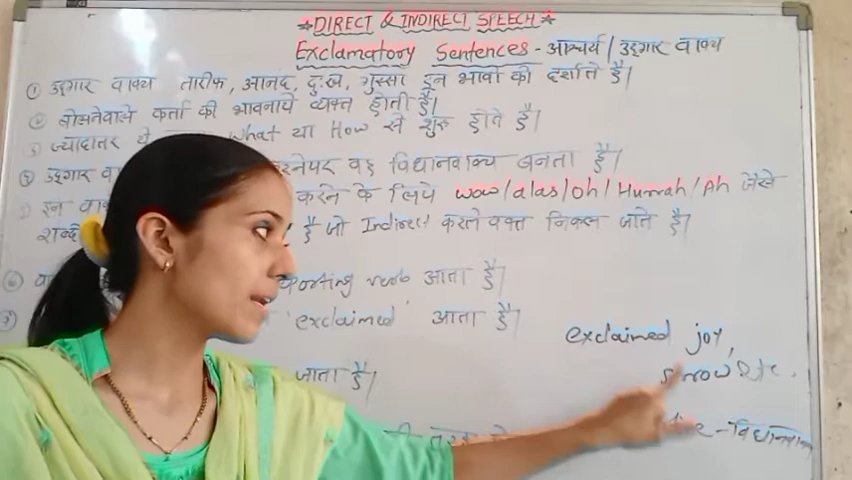 *DIRECT & INDIRECT SPEECH*
Exclamatory Sentences - आश्चर्य / उद्गार वाक्य
① उद्गार वाक्य तारीफ, आनंद, दुःख, गुस्सा इन भावों को दर्शाते हैं।
② बोलनेवाले कर्ता की भावनाये व्यक्त होती हैं।
③ ज्यादातर ये what या How से शुरू होते हैं।
④ उद्गार वा करनेपर वह विधानवाक्य बनता है।
इन वाक करने के लिये wow/alas/oh/Hurrah/Ah जैसे
शब्दों है जो Indirect करते वक्त निकल जाते हैं।
⑥ reporting verb आता है।
⑦ 'exclaimed' आता है।
exclaimed joy,
जाता है।
sorrow etc.
- विधानवाक्य